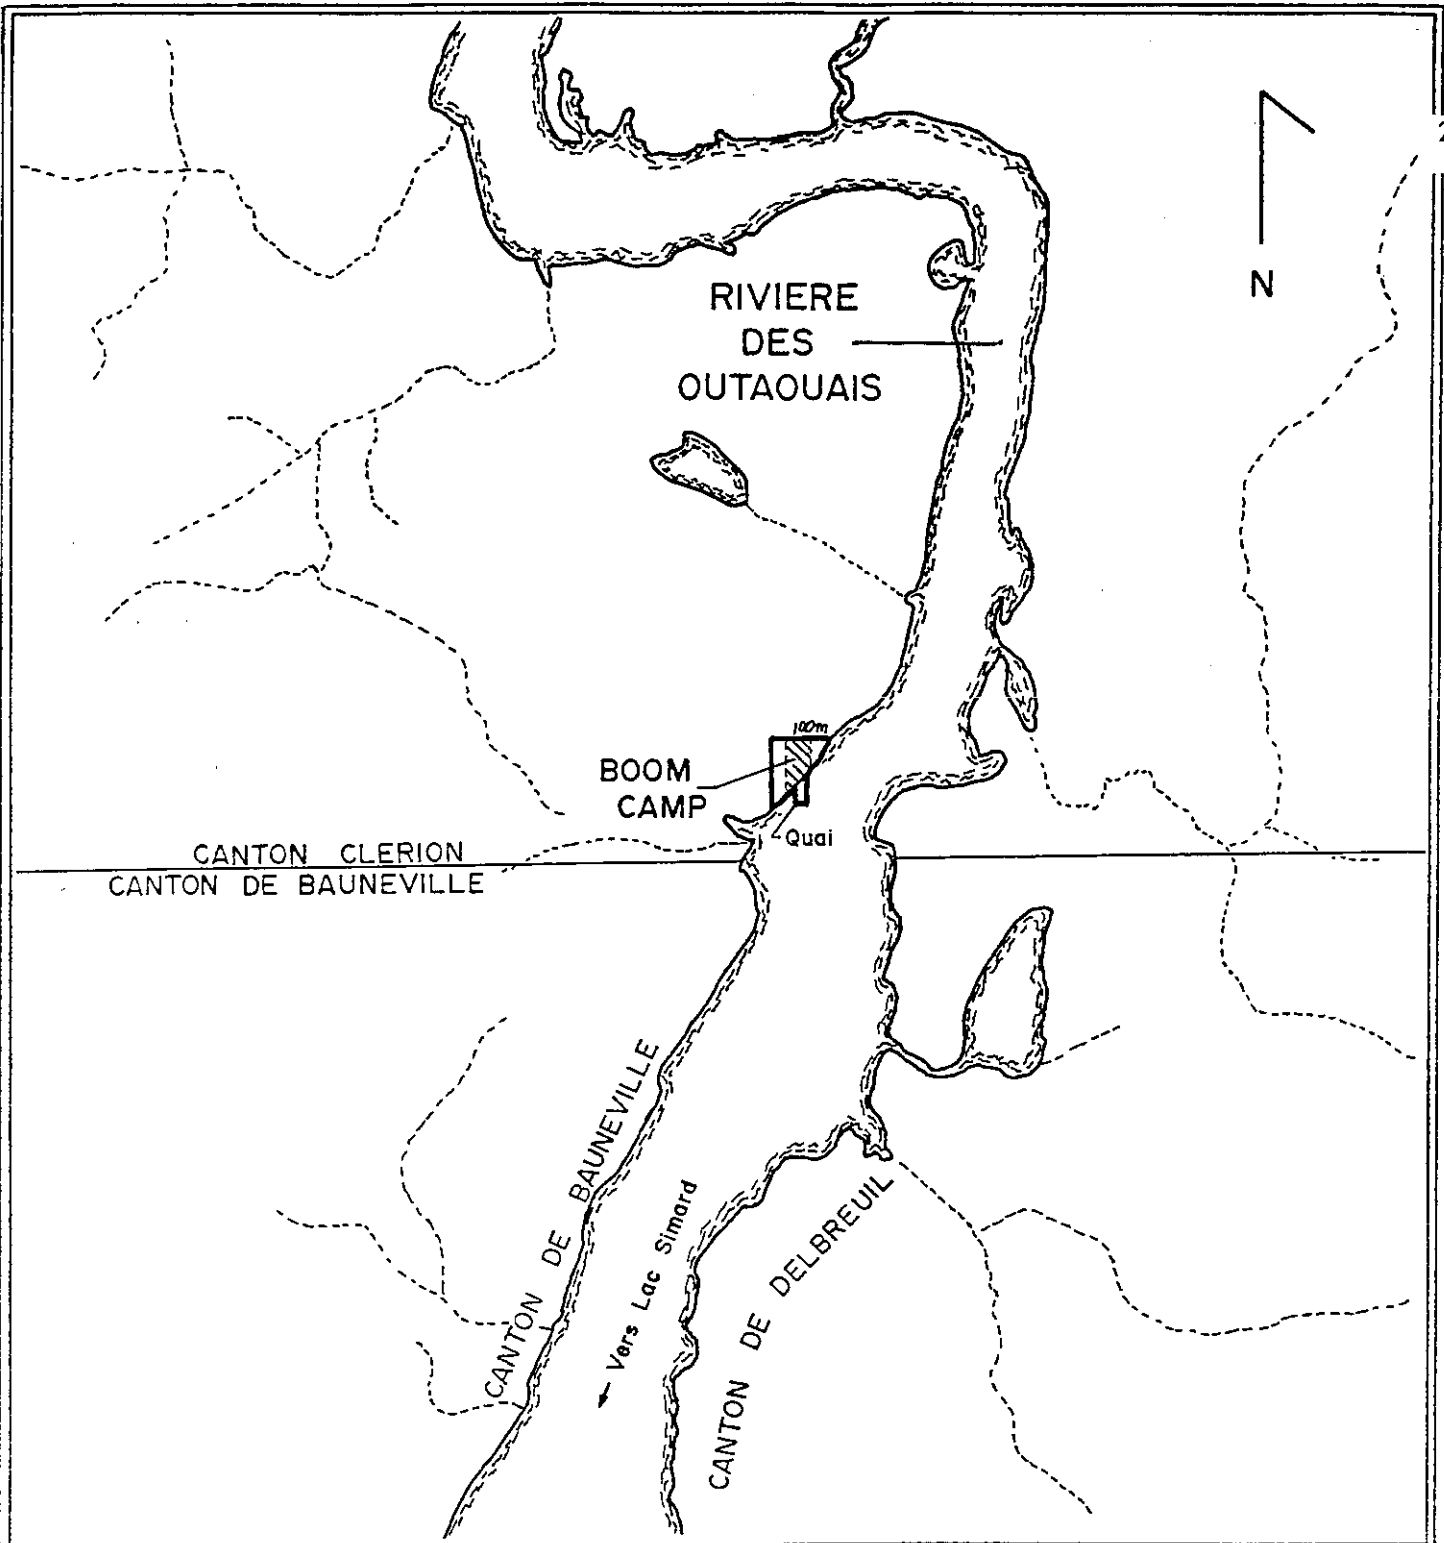 N
RIVIERE
DES
OUTAOUAIS
100m
BOOM
CAMP
Quai
CANTON CLERION
CANTON DE BAUNEVILLE
CANTON DE BAUNEVILLE
Vers Lac Simard
CANTON DE DELBREUIL